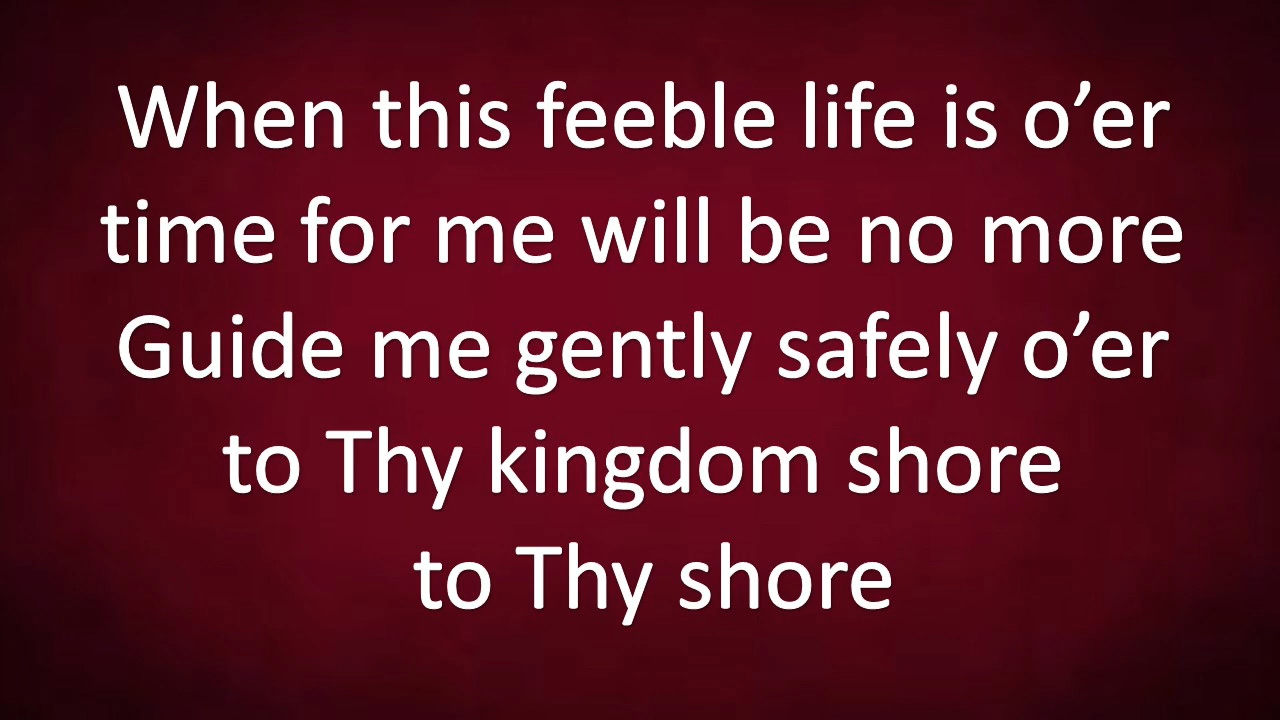 When this feeble life is o’er
time for me will be no more
Guide me gently safely o’er
to Thy kingdom shore
to Thy shore